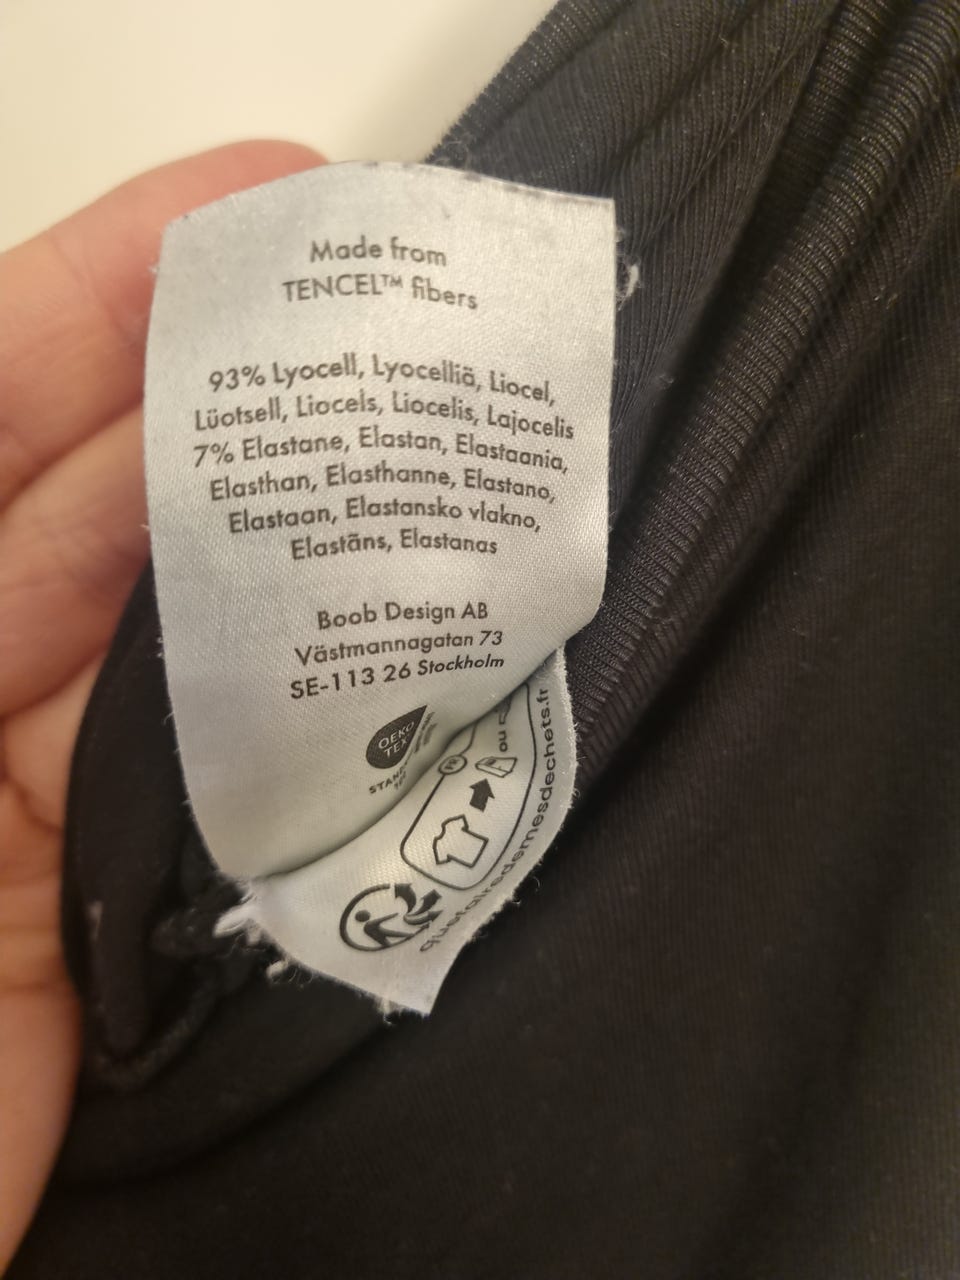 Made from
TENCEL™ fibers
93% Lyocell, Lyocelliä, Liocel,
Lüotsell, Liocels, Liocelis, Lajocelis
7% Elastane, Elastan, Elastaania,
Elasthan, Elasthanne, Elastano,
Elastaan, Elastansko vlakno,
Elastāns, Elastanas
Boob Design AB
Västmannagatan 73
SE-113 26 Stockholm
OEKO
TEX
FR
ou
quefairedemesdechets.fr